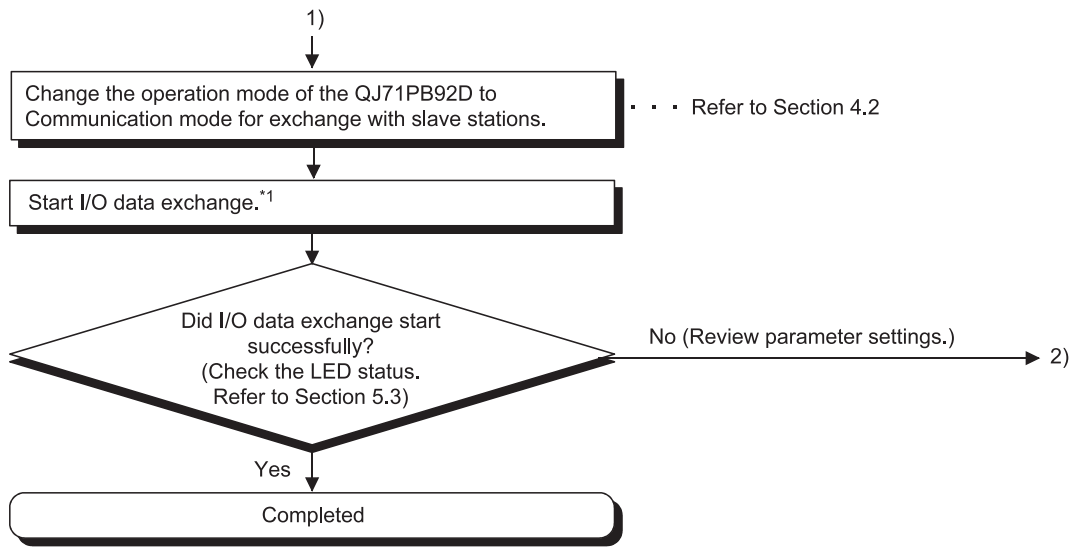 1)
Change the operation mode of the QJ71PB92D to
Communication mode for exchange with slave stations.
· · · Refer to Section 4.2
Start I/O data exchange.*1
Did I/O data exchange start
successfully?
(Check the LED status.
Refer to Section 5.3)
No (Review parameter settings.)
2)
Yes
Completed